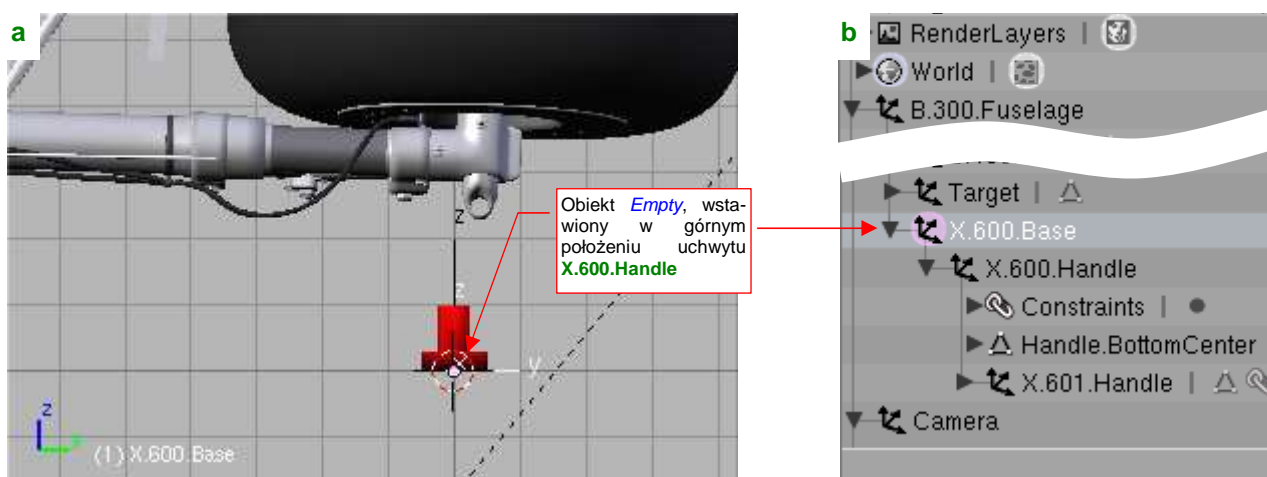 a
b
RenderLayers |
World |
B.300.Fuselage
Target |
X.600.Base
X.600.Handle
Constraints |
Handle.BottomCenter
X.601.Handle |
Camera
Obiekt Empty, wsta-
wiony w górnym
położeniu uchwytu
X.600.Handle
z
z
y
z
(1) X.600.Base